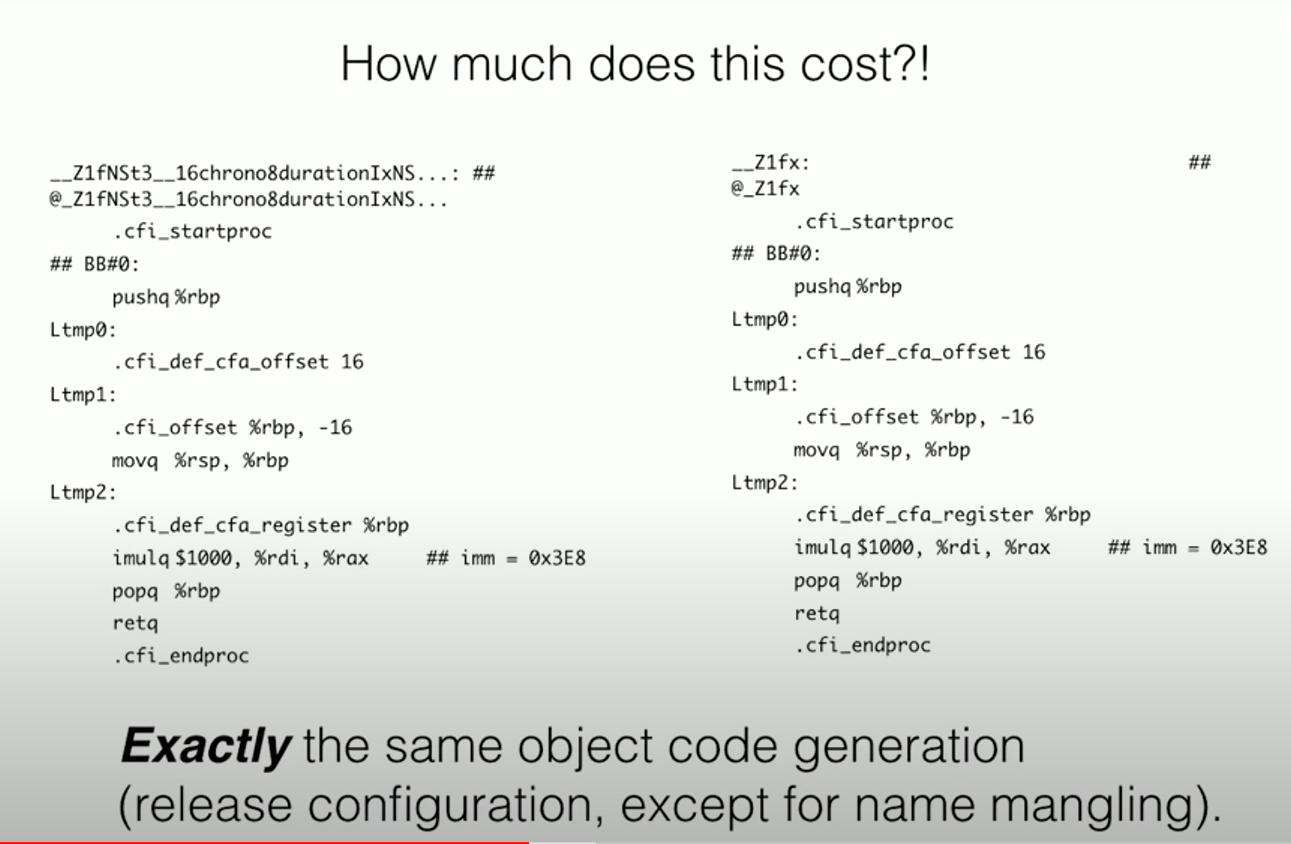 How much does this cost?!
__Z1fNSt3__16chrono8durationIxNS...: ##
@_Z1fNSt3__16chrono8durationIxNS...
.cfi_startproc
## BB#0:
pushq %rbp
Ltmp0:
.cfi_def_cfa_offset 16
Ltmp1:
.cfi_offset %rbp, -16
movq %rsp, %rbp
Ltmp2:
.cfi_def_cfa_register %rbp
imulq $1000, %rdi, %rax ## imm = 0x3E8
popq %rbp
retq
.cfi_endproc
__Z1fx: ##
@_Z1fx
.cfi_startproc
## BB#0:
pushq %rbp
Ltmp0:
.cfi_def_cfa_offset 16
Ltmp1:
.cfi_offset %rbp, -16
movq %rsp, %rbp
Ltmp2:
.cfi_def_cfa_register %rbp
imulq $1000, %rdi, %rax ## imm = 0x3E8
popq %rbp
retq
.cfi_endproc
Exactly the same object code generation
(release configuration, except for name mangling).